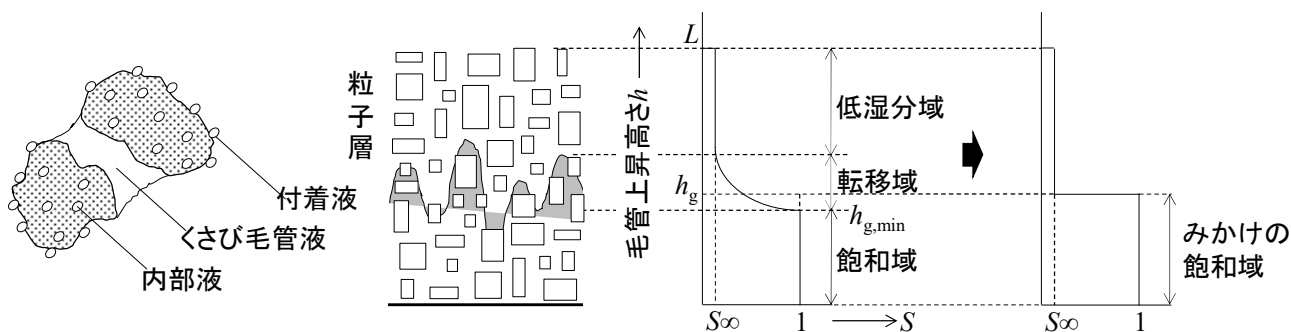 付着液
くさび毛管液
内部液
粒子層
毛管上昇高さh
L
hg
低湿分域
転移域
hg,min
飽和域
S∞
1
S
みかけの
飽和域
S∞
1